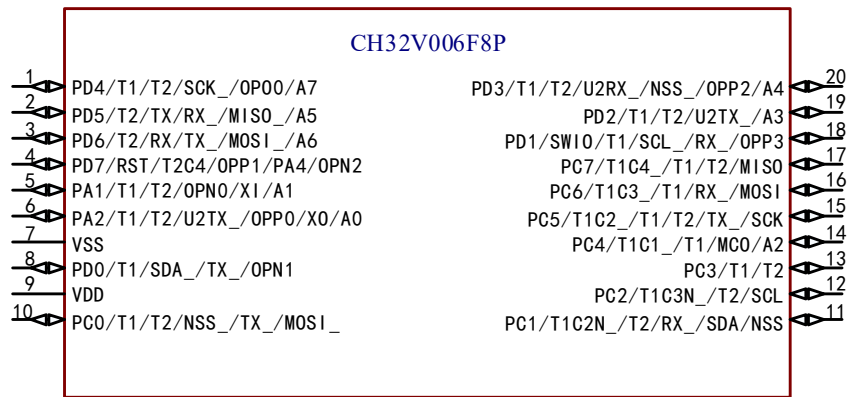 CH32V006F8P
1 PD4/T1/T2/SCK_/OPO0/A7
2 PD5/T2/TX/RX_/MISO_/A5
3 PD6/T2/RX/TX_/MOSI_/A6
4 PD7/RST/T2C4/OPP1/PA4/OPN2
5 PA1/T1/T2/OPN0/XI/A1
6 PA2/T1/T2/U2TX_/OPP0/XO/A0
7 VSS
8 PD0/T1/SDA_/TX_/OPN1
9 VDD
10 PC0/T1/T2/NSS_/TX_/MOSI_
PD3/T1/T2/U2RX_/NSS_/OPP2/A4 20
PD2/T1/T2/U2TX_/A3 19
PD1/SWIO/T1/SCL_/RX_/OPP3 18
PC7/T1C4_/T1/T2/MISO 17
PC6/T1C3_/T1/RX_/MOSI 16
PC5/T1C2_/T1/T2/TX_/SCK 15
PC4/T1C1_/T1/MCO/A2 14
PC3/T1/T2 13
PC2/T1C3N_/T2/SCL 12
PC1/T1C2N_/T2/RX_/SDA/NSS 11